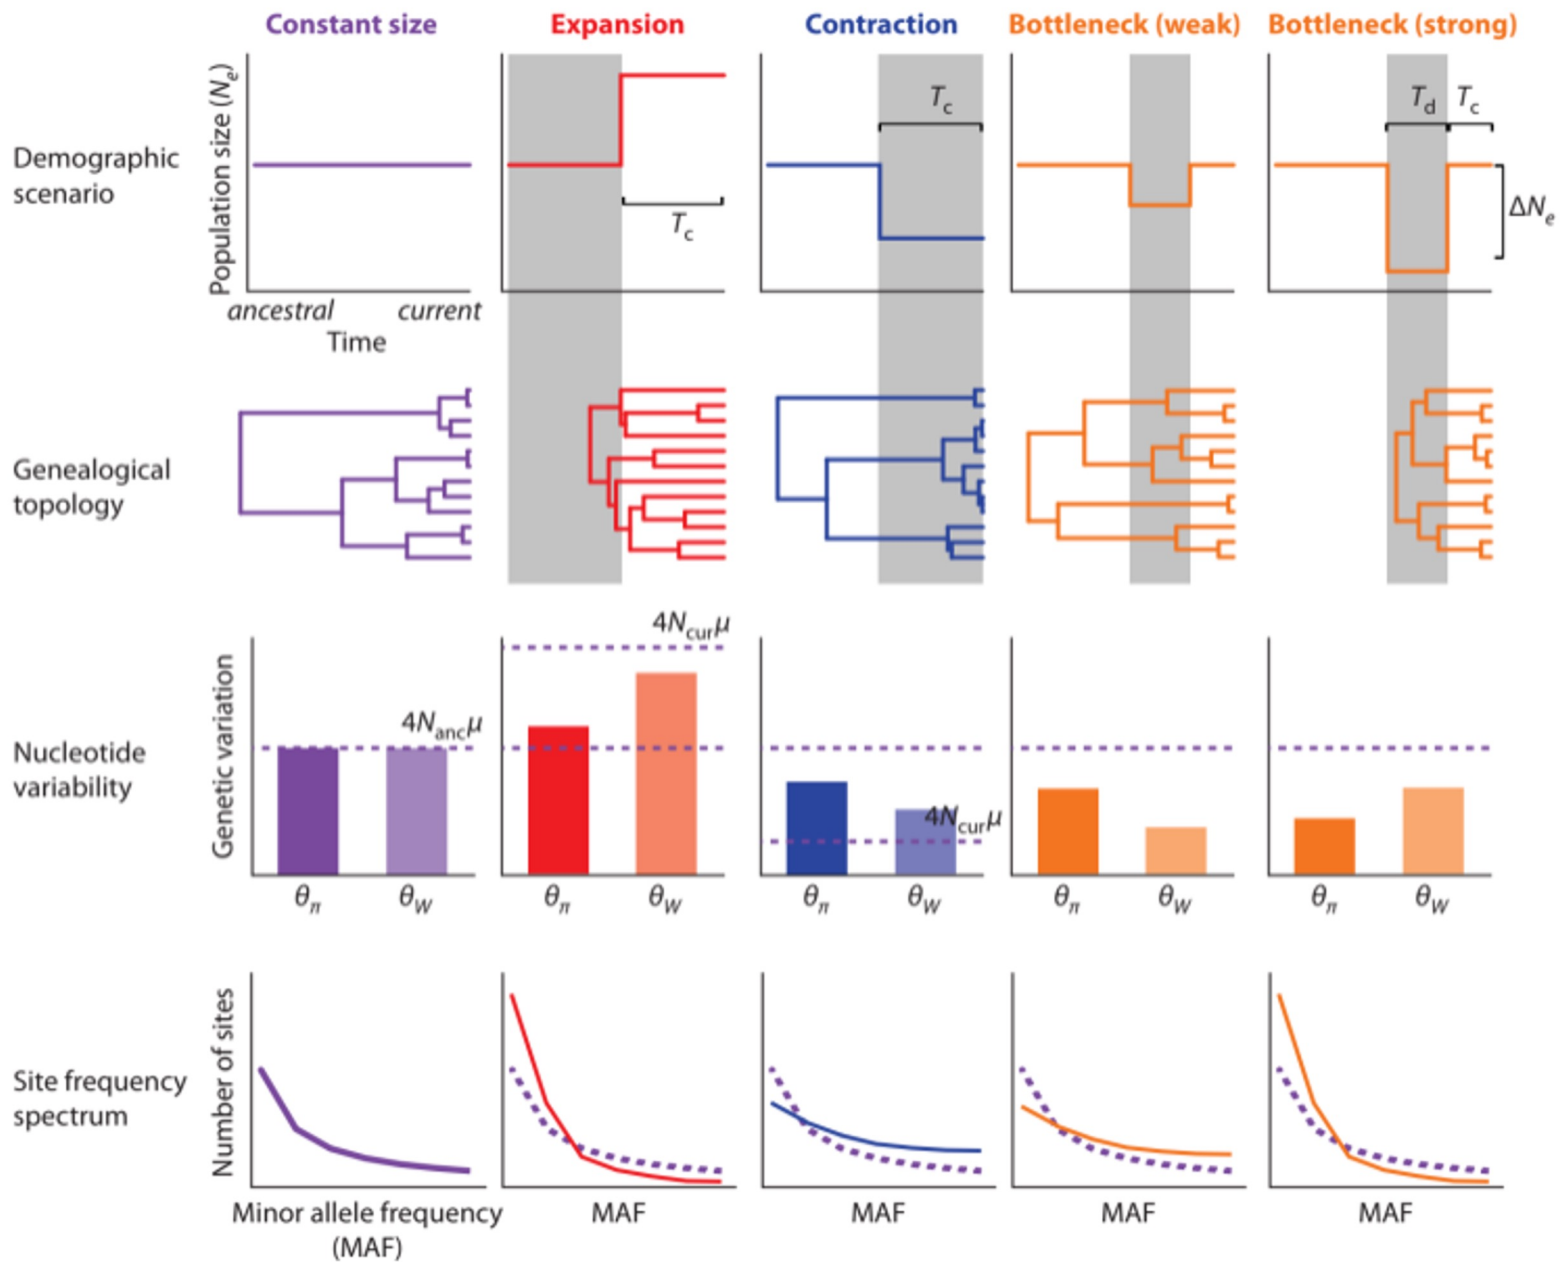 Constant size
Expansion
Contraction
Bottleneck (weak)
Bottleneck (strong)
Demographic
scenario
Population size (Ne)
Tc
Tc
Td
Tc
ΔNe
ancestral
current
Time
Genealogical
topology
Nucleotide
variability
Genetic variation
4Nancμ
4Ncurμ
4Ncurμ
θπ
θW
θπ
θW
θπ
θW
θπ
θW
θπ
θW
Site frequency
spectrum
Number of sites
Minor allele frequency
(MAF)
MAF
MAF
MAF
MAF